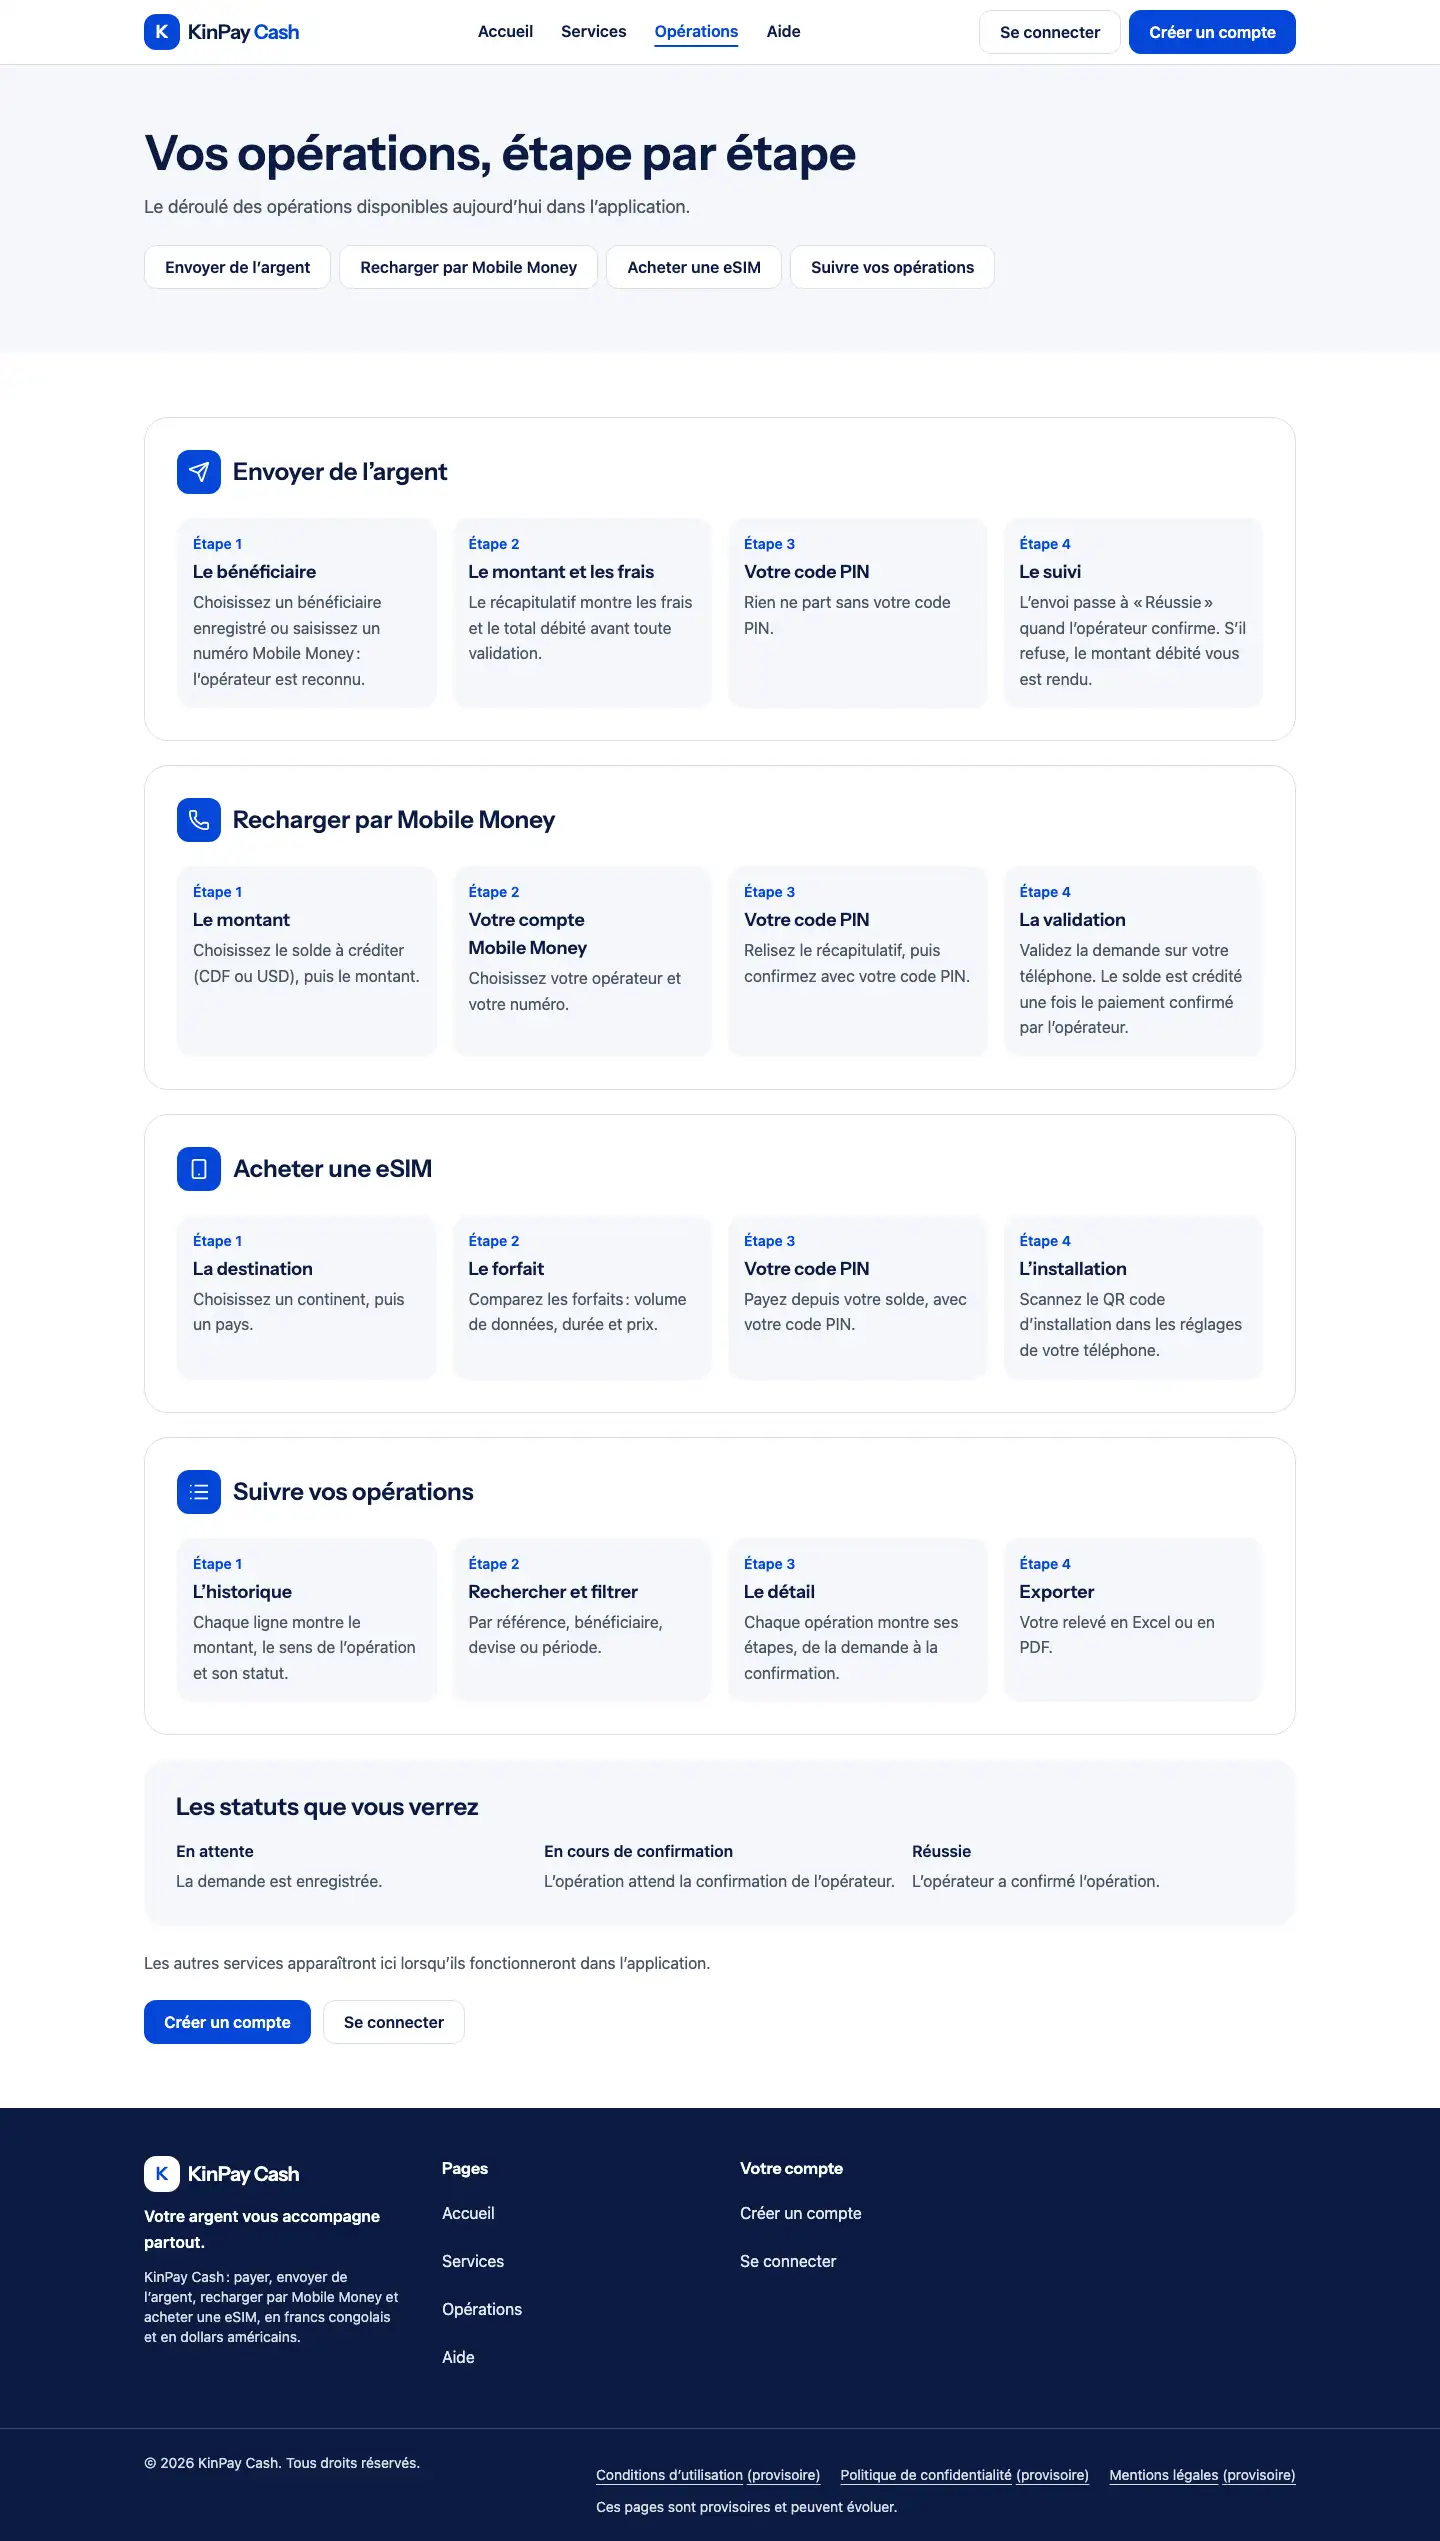 K KinPay Cash
Accueil Services Opérations Aide
Se connecter Créer un compte
Vos opérations, étape par étape
Le déroulé des opérations disponibles aujourd’hui dans l’application.
Envoyer de l’argent Recharger par Mobile Money Acheter une eSIM Suivre vos opérations
Envoyer de l’argent
Étape 1
Le bénéficiaire
Choisissez un bénéficiaire
enregistré ou saisissez un
numéro Mobile Money :
l’opérateur est reconnu.
Étape 2
Le montant et les frais
Le récapitulatif montre les frais
et le total débité avant toute
validation.
Étape 3
Votre code PIN
Rien ne part sans votre code
PIN.
Étape 4
Le suivi
L’envoi passe à « Réussie »
quand l’opérateur confirme. S’il
refuse, le montant débité vous
est rendu.
Recharger par Mobile Money
Étape 1
Le montant
Choisissez le solde à créditer
(CDF ou USD), puis le montant.
Étape 2
Votre compte
Mobile Money
Choisissez votre opérateur et
votre numéro.
Étape 3
Votre code PIN
Relisez le récapitulatif, puis
confirmez avec votre code PIN.
Étape 4
La validation
Validez la demande sur votre
téléphone. Le solde est crédité
une fois le paiement confirmé
par l’opérateur.
Acheter une eSIM
Étape 1
La destination
Choisissez un continent, puis
un pays.
Étape 2
Le forfait
Comparez les forfaits : volume
de données, durée et prix.
Étape 3
Votre code PIN
Payez depuis votre solde, avec
votre code PIN.
Étape 4
L’installation
Scannez le QR code
d’installation dans les réglages
de votre téléphone.
Suivre vos opérations
Étape 1
L’historique
Chaque ligne montre le
montant, le sens de l’opération
et son statut.
Étape 2
Rechercher et filtrer
Par référence, bénéficiaire,
devise ou période.
Étape 3
Le détail
Chaque opération montre ses
étapes, de la demande à la
confirmation.
Étape 4
Exporter
Votre relevé en Excel ou en
PDF.
Les statuts que vous verrez
En attente
La demande est enregistrée.
En cours de confirmation
L’opération attend la confirmation de l’opérateur.
Réussie
L’opérateur a confirmé l’opération.
Les autres services apparaîtront ici lorsqu’ils fonctionneront dans l’application.
Créer un compte Se connecter
K KinPay Cash
Votre argent vous accompagne
partout.
KinPay Cash : payer, envoyer de
l’argent, recharger par Mobile Money et
acheter une eSIM, en francs congolais
et en dollars américains.
Pages
Accueil
Services
Opérations
Aide
Votre compte
Créer un compte
Se connecter
© 2026 KinPay Cash. Tous droits réservés.
Conditions d’utilisation (provisoire) Politique de confidentialité (provisoire) Mentions légales (provisoire)
Ces pages sont provisoires et peuvent évoluer.